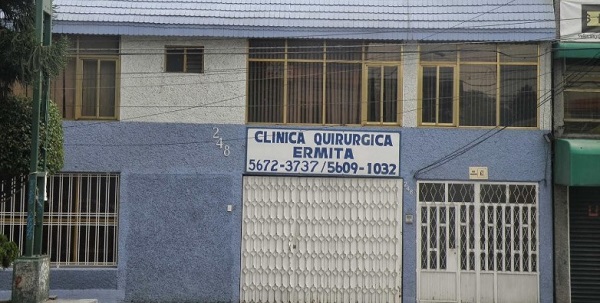 CLINICA QUIRURGICA
ERMITA
5672-3737/5609-1032
248